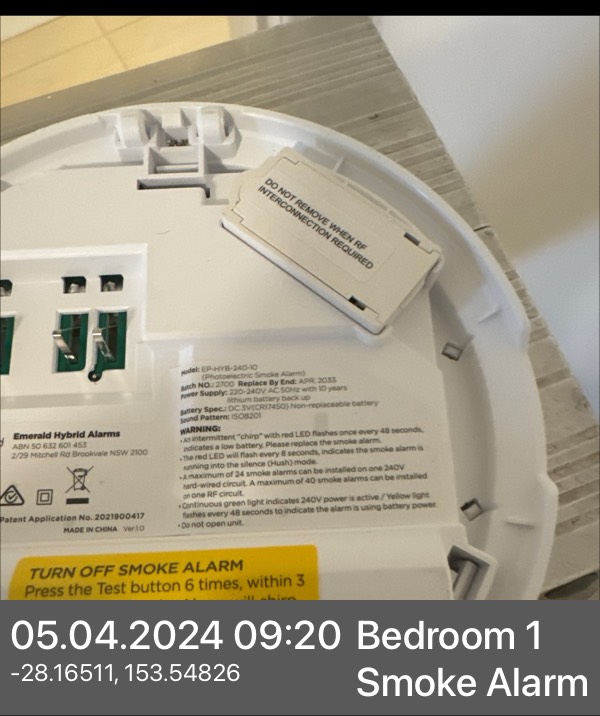 DO NOT REMOVE WHEN RF
INTERCONNECTION REQUIRED
Model: EP-HYB-240-10
(Photoelectric Smoke Alarm)
Batch NO.: 2700 Replace By End: APR. 2033
Power Supply: 220-240V AC 50Hz with 10 years
lithium battery back up
Battery Spec.: DC 3V(CR17450) Non-replaceable battery
Sound Pattern: ISO8201
WARNING:
• An intermittent "chirp" with red LED flashes once every 48 seconds,
indicates a low battery. Please replace the smoke alarm.
• The red LED will flash every 8 seconds, indicates the smoke alarm is
running into the silence (Hush) mode.
• A maximum of 24 smoke alarms can be installed on one 240V
hard-wired circuit. A maximum of 40 smoke alarms can be installed
on one RF circuit.
• Continuous green light indicates 240V power is active / Yellow light
flashes every 48 seconds to indicate the alarm is using battery power.
• Do not open unit.
Emerald Hybrid Alarms
ABN 50 632 601 453
2/29 Mitchell Rd Brookvale NSW 2100
Patent Application No. 2021900417
MADE IN CHINA Ver:1.0
TURN OFF SMOKE ALARM
Press the Test button 6 times, within 3
05.04.2024 09:20
-28.16511, 153.54826
Bedroom 1
Smoke Alarm